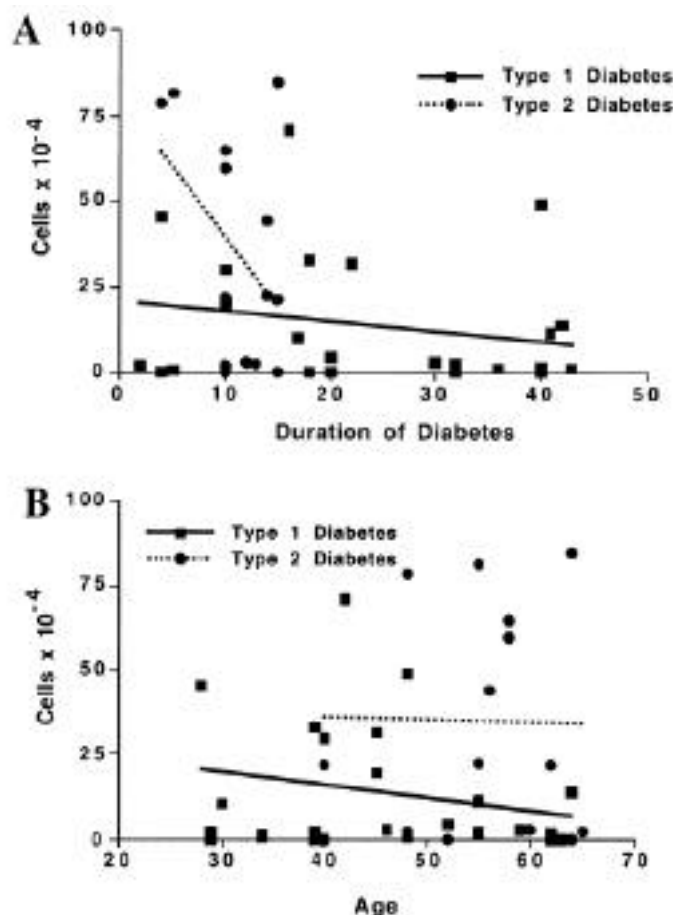 A
100
75
50
25
0
Cells x 10-4
Type 1 Diabetes
Type 2 Diabetes
0 10 20 30 40 50
Duration of Diabetes
B
100
75
50
25
0
Cells x 10-4
Type 1 Diabetes
Type 2 Diabetes
20 30 40 50 60 70
Age